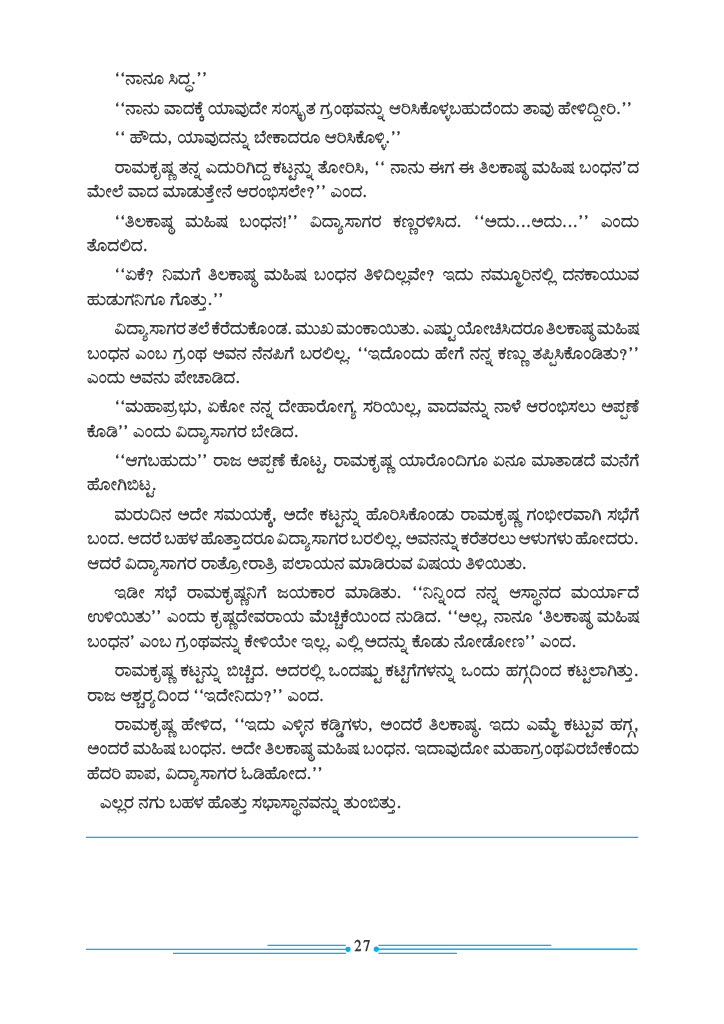 ‘‘ನಾನೂ ಸಿದ್ಧ.’’
‘‘ನಾನು ವಾದಕ್ಕೆ ಯಾವುದೇ ಸಂಸ್ಕೃತ ಗ್ರಂಥವನ್ನು ಆರಿಸಿಕೊಳ್ಳಬಹುದೆಂದು ತಾವು ಹೇಳಿದ್ದೀರಿ.’’
‘‘ ಹೌದು, ಯಾವುದನ್ನು ಬೇಕಾದರೂ ಆರಿಸಿಕೊಳ್ಳಿ.’’
ರಾಮಕೃಷ್ಣ ತನ್ನ ಎದುರಿಗಿದ್ದ ಕಟ್ಟನ್ನು ತೋರಿಸಿ, ‘‘ ನಾನು ಈಗ ಈ ತಿಲಕಾಷ್ಠ ಮಹಿಷ ಬಂಧನ’ದ
ಮೇಲೆ ವಾದ ಮಾಡುತ್ತೇನೆ ಆರಂಭಿಸಲೇ?’’ ಎಂದ.
‘‘ತಿಲಕಾಷ್ಠ ಮಹಿಷ ಬಂಧನ!’’ ವಿದ್ಯಾಸಾಗರ ಕಣ್ಣರಳಿಸಿದ. ‘‘ಅದು...ಅದು...’’ ಎಂದು
ತೊದಲಿದ.
‘‘ಏಕೆ? ನಿಮಗೆ ತಿಲಕಾಷ್ಠ ಮಹಿಷ ಬಂಧನ ತಿಳಿದಿಲ್ಲವೇ? ಇದು ನಮ್ಮೂರಿನಲ್ಲಿ ದನಕಾಯುವ
ಹುಡುಗನಿಗೂ ಗೊತ್ತು.’’
ವಿದ್ಯಾಸಾಗರ ತಲೆ ಕೆರೆದುಕೊಂಡ. ಮುಖ ಮಂಕಾಯಿತು. ಎಷ್ಟು ಯೋಚಿಸಿದರೂ ತಿಲಕಾಷ್ಠ ಮಹಿಷ
ಬಂಧನ ಎಂಬ ಗ್ರಂಥ ಅವನ ನೆನಪಿಗೆ ಬರಲಿಲ್ಲ. ‘‘ಇದೊಂದು ಹೇಗೆ ನನ್ನ ಕಣ್ಣು ತಪ್ಪಿಸಿಕೊಂಡಿತು?’’
ಎಂದು ಅವನು ಪೇಚಾಡಿದ.
‘‘ಮಹಾಪ್ರಭು, ಏಕೋ ನನ್ನ ದೇಹಾರೋಗ್ಯ ಸರಿಯಿಲ್ಲ, ವಾದವನ್ನು ನಾಳೆ ಆರಂಭಿಸಲು ಅಪ್ಪಣೆ
ಕೊಡಿ’’ ಎಂದು ವಿದ್ಯಾಸಾಗರ ಬೇಡಿದ.
‘‘ಆಗಬಹುದು’’ ರಾಜ ಅಪ್ಪಣೆ ಕೊಟ್ಟ, ರಾಮಕೃಷ್ಣ ಯಾರೊಂದಿಗೂ ಏನೂ ಮಾತಾಡದೆ ಮನೆಗೆ
ಹೋಗಿಬಿಟ್ಟ.
ಮರುದಿನ ಅದೇ ಸಮಯಕ್ಕೆ, ಅದೇ ಕಟ್ಟನ್ನು ಹೊರಿಸಿಕೊಂಡು ರಾಮಕೃಷ್ಣ ಗಂಭೀರವಾಗಿ ಸಭೆಗೆ
ಬಂದ. ಆದರೆ ಬಹಳ ಹೊತ್ತಾದರೂ ವಿದ್ಯಾಸಾಗರ ಬರಲಿಲ್ಲ. ಅವನನ್ನು ಕರೆತರಲು ಆಳುಗಳು ಹೋದರು.
ಆದರೆ ವಿದ್ಯಾಸಾಗರ ರಾತ್ರೋರಾತ್ರಿ ಪಲಾಯನ ಮಾಡಿರುವ ವಿಷಯ ತಿಳಿಯಿತು.
ಇಡೀ ಸಭೆ ರಾಮಕೃಷ್ಣನಿಗೆ ಜಯಕಾರ ಮಾಡಿತು. ‘‘ನಿನ್ನಿಂದ ನನ್ನ ಆಸ್ಥಾನದ ಮರ್ಯಾದೆ
ಉಳಿಯಿತು’’ ಎಂದು ಕೃಷ್ಣದೇವರಾಯ ಮೆಚ್ಚಿಕೆಯಿಂದ ನುಡಿದ. ‘‘ಅಲ್ಲ, ನಾನೂ ‘ತಿಲಕಾಷ್ಠ ಮಹಿಷ
ಬಂಧನ’ ಎಂಬ ಗ್ರಂಥವನ್ನು ಕೇಳಿಯೇ ಇಲ್ಲ. ಎಲ್ಲಿ ಅದನ್ನು ಕೊಡು ನೋಡೋಣ’’ ಎಂದ.
ರಾಮಕೃಷ್ಣ ಕಟ್ಟನ್ನು ಬಿಚ್ಚಿದ. ಅದರಲ್ಲಿ ಒಂದಷ್ಟು ಕಟ್ಟಿಗೆಗಳನ್ನು ಒಂದು ಹಗ್ಗದಿಂದ ಕಟ್ಟಲಾಗಿತ್ತು.
ರಾಜ ಆಶ್ಚರ‍್ಯದಿಂದ ‘‘ಇದೇನಿದು?’’ ಎಂದ.
ರಾಮಕೃಷ್ಣ ಹೇಳಿದ, ‘‘ಇದು ಎಳ್ಳಿನ ಕಡ್ಡಿಗಳು, ಅಂದರೆ ತಿಲಕಾಷ್ಠ. ಇದು ಎಮ್ಮೆ ಕಟ್ಟುವ ಹಗ್ಗ,
ಅಂದರೆ ಮಹಿಷ ಬಂಧನ. ಅದೇ ತಿಲಕಾಷ್ಠ ಮಹಿಷ ಬಂಧನ. ಇದಾವುದೋ ಮಹಾಗ್ರಂಥವಿರಬೇಕೆಂದು
ಹೆದರಿ ಪಾಪ, ವಿದ್ಯಾಸಾಗರ ಓಡಿಹೋದ.’’
ಎಲ್ಲರ ನಗು ಬಹಳ ಹೊತ್ತು ಸಭಾಸ್ಥಾನವನ್ನು ತುಂಬಿತ್ತು.
27